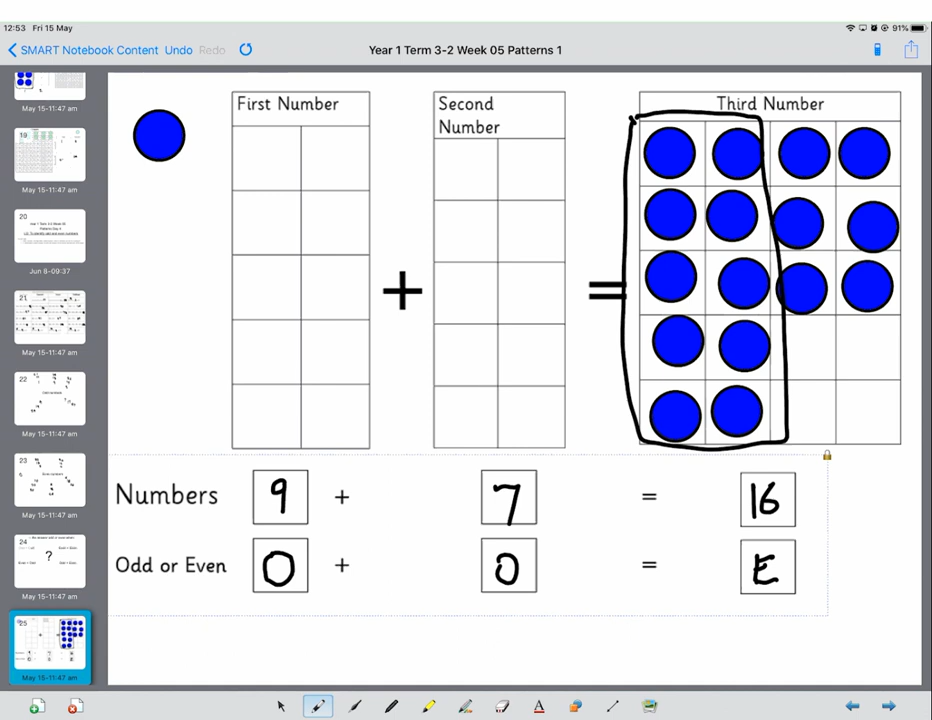 12:53 Fri 15 May
91%
SMART Notebook Content Undo Redo
Year 1 Term 3-2 Week 05 Patterns 1
May 15-11:47 am
19
May 15-11:47 am
20
Jun 8-09:37
21
May 15-11:47 am
22
May 15-11:47 am
23
May 15-11:47 am
24
?
May 15-11:47 am
25
May 15-11:47 am
First Number
+
Second
Number
=
Third Number
Numbers 9 + 7 = 16
Odd or Even O + O = E
A